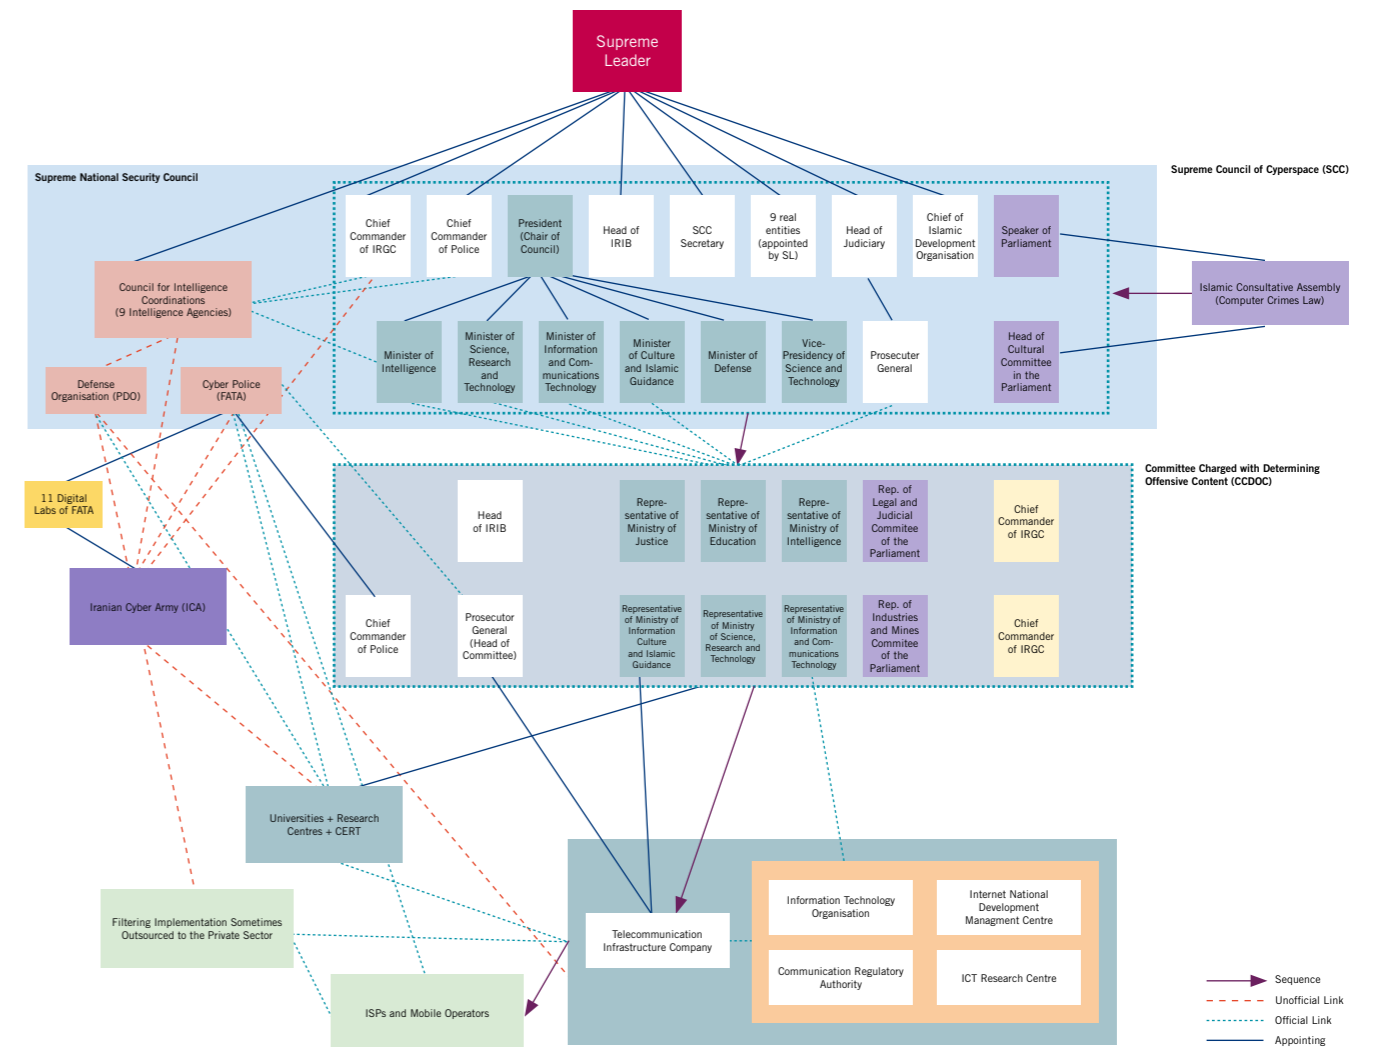 Supreme
Leader
Supreme National Security Council
Supreme Council of Cyberspace (SCC)
Chief
Commander
of IRGC
Chief
Commander
of Police
President
(Chair of
Council)
Head of
IRIB
SCC
Secretary
9 real
entities
(appointed
by SL)
Head of
Judiciary
Chief of
Islamic
Development
Organisation
Speaker of
Parliament
Islamic Consultative Assembly
(Computer Crimes Law)
Council for Intelligence
Coordinations
(9 Intelligence Agencies)
Minister of
Intelligence
Minister of
Science,
Research
and
Technology
Minister of
Information
and Com-
munications
Technology
Minister
of Culture
and Islamic
Guidance
Minister of
Defense
Vice-
Presidency of
Science and
Technology
Prosecuter
General
Head of
Cultural
Committee
in the
Parliament
Defense
Organisation (PDO)
Cyber Police
(FATA)
Committee Charged with Determining
Offensive Content (CCDOC)
11 Digital
Labs of FATA
Head
of IRIB
Repre-
sentative of
Ministry of
Justice
Repre-
sentative of
Ministry of
Education
Repre-
sentative of
Ministry of
Intelligence
Rep. of
Legal and
Judicial
Commitee
of the
Parliament
Chief
Commander
of IRGC
Iranian Cyber Army (ICA)
Chief
Commander
of Police
Prosecutor
General
(Head of
Committee)
Representative
of Ministry of
Information
Culture
and Islamic
Guidance
Representative
of Ministry
of Science,
Research and
Technology
Representative
of Ministry of
Information
and Com-
munications
Technology
Rep. of
Industries
and Mines
Commitee
of the
Parliament
Chief
Commander
of IRGC
Universities + Research
Centres + CERT
Filtering Implementation Sometimes
Outsourced to the Private Sector
Telecommunication
Infrastructure Company
Information Technology
Organisation
Internet National
Development
Managment Centre
Communication Regulatory
Authority
ICT Research Centre
ISPs and Mobile Operators
Sequence
Unofficial Link
Official Link
Appointing